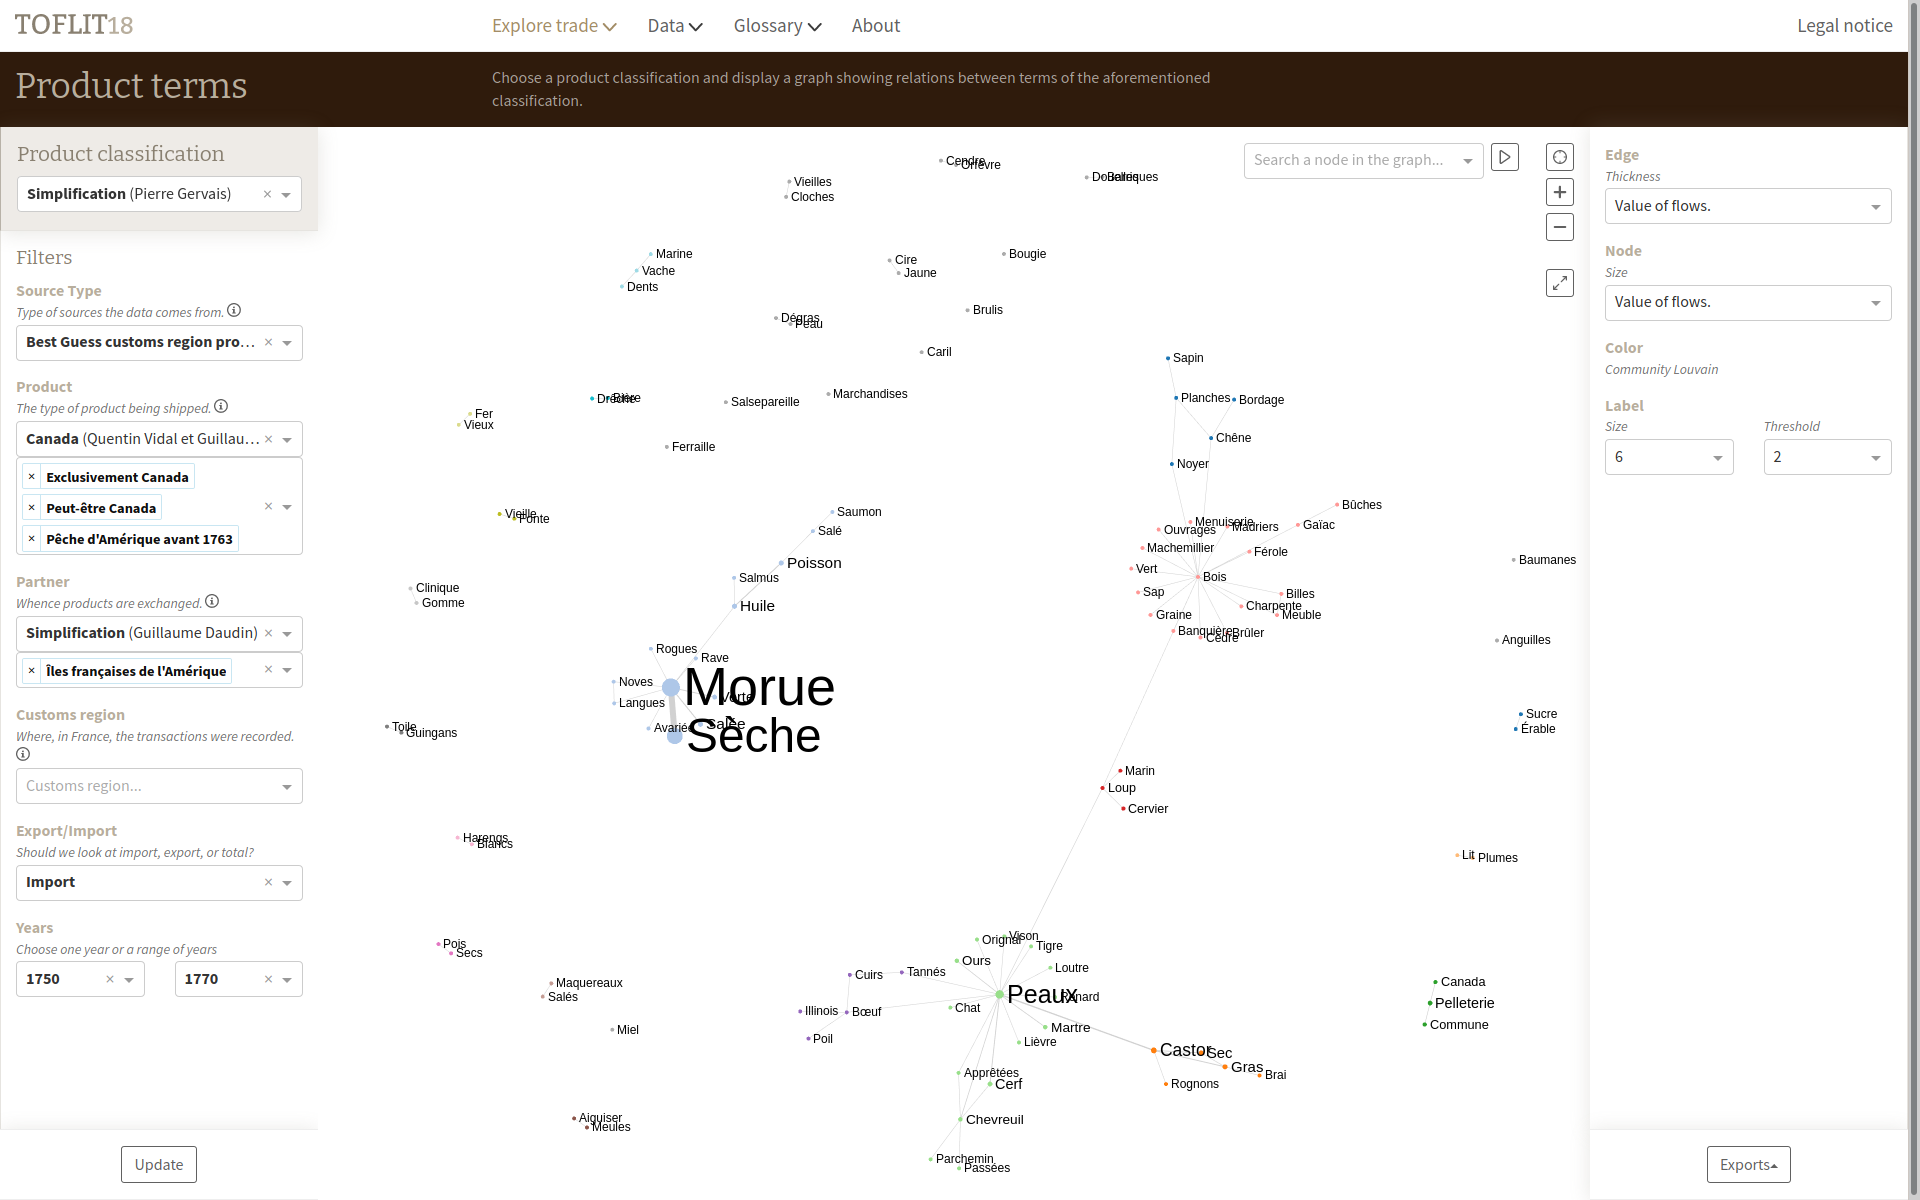 TOFLIT18
Explore trade
Data
Glossary
About
Legal notice
Product terms
Choose a product classification and display a graph showing relations between terms of the aforementioned
classification.
Product classification
Simplification (Pierre Gervais) ×
Filters
Source Type
Type of sources the data comes from.
Best Guess customs region pro... ×
Product
The type of product being shipped.
Canada (Quentin Vidal et Guillau... ×
× Exclusivement Canada
× Peut-être Canada ×
× Pêche d'Amérique avant 1763
Partner
Whence products are exchanged.
Simplification (Guillaume Daudin) ×
× Îles françaises de l'Amérique ×
Customs region
Where, in France, the transactions were recorded.
Customs region...
Export/Import
Should we look at import, export, or total?
Import ×
Years
Choose one year or a range of years
1750 ×
1770
Update
Search a node in the graph...
Cendre
Orfèvre
Barriques
Vieilles
Cloches
Marine
Vache
Dents
Cire
Jaune
Bougie
Brulis
Dégras
Peau
Caril
Sapin
Marchandises
Salsepareille
Drêche
Bière
Planches
Bordage
Fer
Vieux
Chêne
Ferraille
Noyer
Bûches
Saumon
Vieille
Fonte
Salé
Menuiserie
Madriers
Gaïac
Ouvrages
Machemillier
Férole
Poisson
Baumanes
Vert
Bois
Salmus
Clinique
Gomme
Sap
Billes
Huile
Charpente
Graine
Meuble
Banquière
Brûler
Cèdre
Anguilles
Rogues
Rave
Noves
Morue
Verte
Langues
Sucre
Érable
Toile
Guingans
Avariée
Salée
Sèche
Marin
Loup
Cervier
Harengs
Blancs
Lit
Plumes
Pois
Secs
Orignal
Vison
Tigre
Ours
Loutre
Cuirs
Tannés
Maquereaux
Salés
Peaux
Renard
Canada
Pelleterie
Commune
Illinois
Bœuf
Chat
Miel
Poil
Martre
Lièvre
Castor
Sec
Gras
Brai
Rognons
Apprêtées
Cerf
Aiguiser
Meules
Chevreuil
Parchemin
Passées
Edge
Thickness
Value of flows.
Node
Size
Value of flows.
Color
Community Louvain
Label
Size
Threshold
6
2
Exports